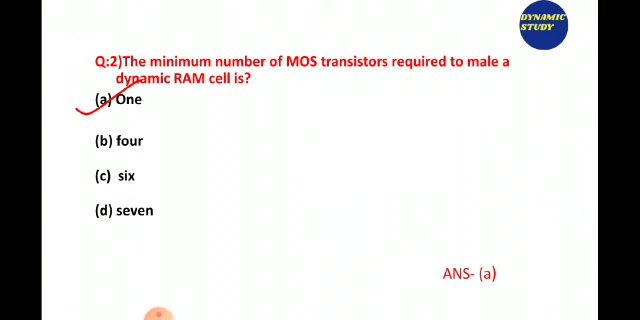 DYNAMIC
STUDY
Q:2)The minimum number of MOS transistors required to male a
dynamic RAM cell is?
(a) One
(b) four
(c) six
(d) seven
ANS- (a)